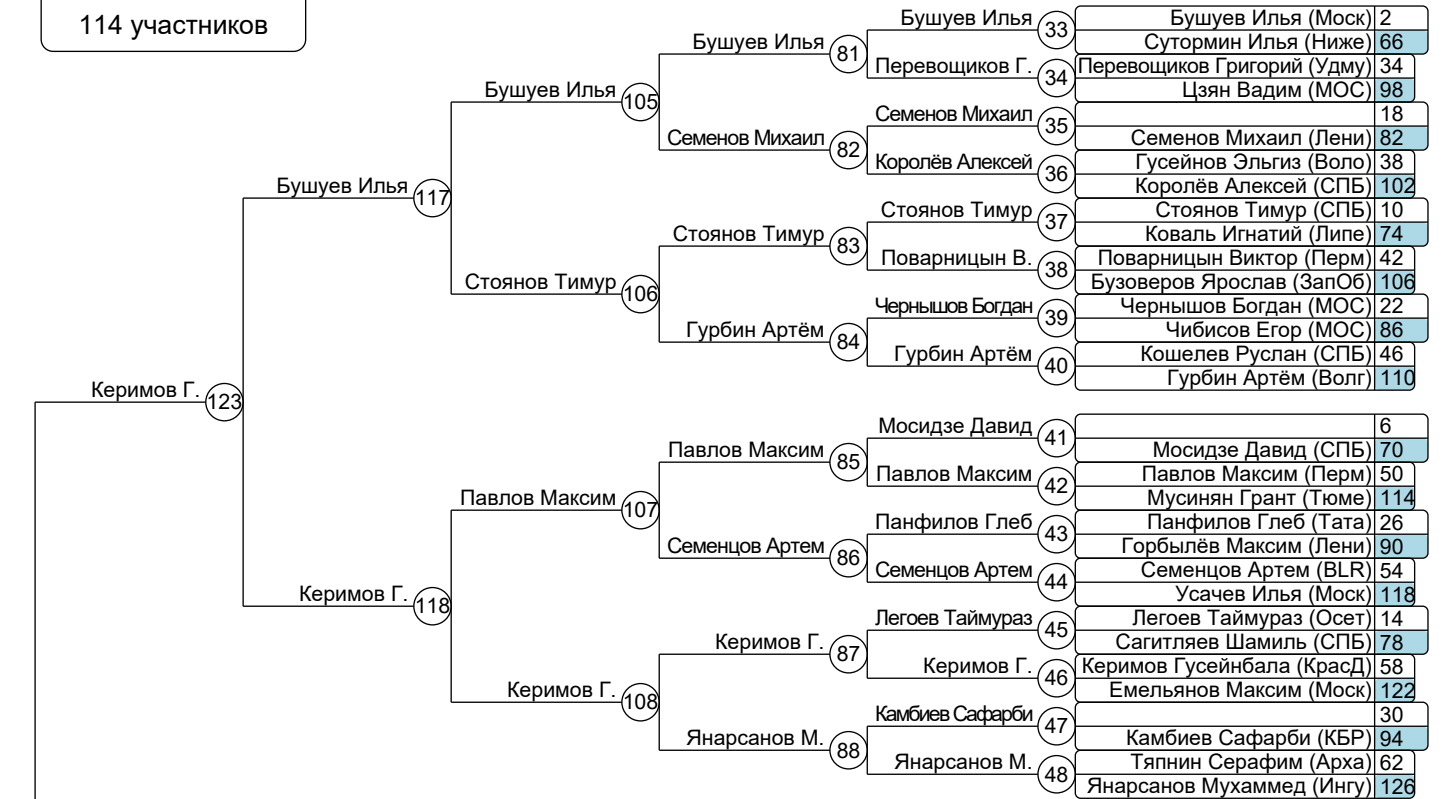 114 участников
Бушуев Илья 33 Бушуев Илья (Моск) 2
Сутормин Илья (Ниже) 66
Бушуев Илья 81
Перевощиков Г. 34 Перевощиков Григорий (Удму) 34
Цзян Вадим (МОС) 98
Бушуев Илья 105
Семенов Михаил 35 18
Семенов Михаил (Лени) 82
Семенов Михаил 82
Королёв Алексей 36 Гусейнов Эльгиз (Воло) 38
Королёв Алексей (СПБ) 102
Бушуев Илья 117
Стоянов Тимур 37 Стоянов Тимур (СПБ) 10
Коваль Игнатий (Липе) 74
Стоянов Тимур 83
Поварницын В. 38 Поварницын Виктор (Перм) 42
Бузоверов Ярослав (ЗапОб) 106
Стоянов Тимур 106
Чернышов Богдан 39 Чернышов Богдан (МОС) 22
Чибисов Егор (МОС) 86
Гурбин Артём 84
Гурбин Артём 40 Кошелев Руслан (СПБ) 46
Гурбин Артём (Волг) 110
Керимов Г. 123
Мосидзе Давид 41 6
Мосидзе Давид (СПБ) 70
Павлов Максим 85
Павлов Максим 42 Павлов Максим (Перм) 50
Мусинян Грант (Тюме) 114
Павлов Максим 107
Панфилов Глеб 43 Панфилов Глеб (Тата) 26
Горбылёв Максим (Лени) 90
Семенцов Артем 86
Семенцов Артем 44 Семенцов Артем (BLR) 54
Усачев Илья (Моск) 118
Керимов Г. 118
Легоев Таймураз 45 Легоев Таймураз (Осет) 14
Сагитляев Шамиль (СПБ) 78
Керимов Г. 87
Керимов Г. 46 Керимов Гусейнбала (КрасД) 58
Емельянов Максим (Моск) 122
Керимов Г. 108
Камбиев Сафарби 47 30
Камбиев Сафарби (КБР) 94
Янарсанов М. 88
Янарсанов М. 48 Тяпнин Серафим (Арха) 62
Янарсанов Мухаммед (Ингу) 126